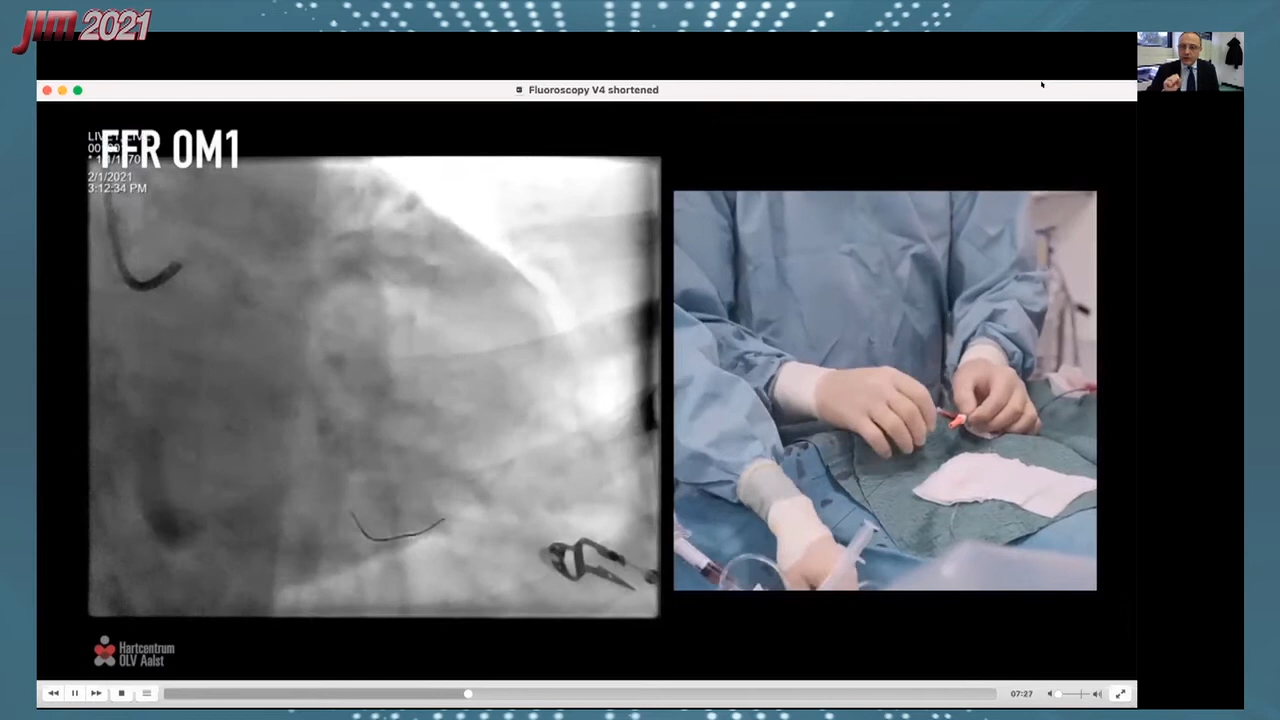 JIM 2021
Fluoroscopy V4 shortened
FFR OM1
2/1/2021
3:12:34 PM
Hartcentrum
OLV Aalst
07:27